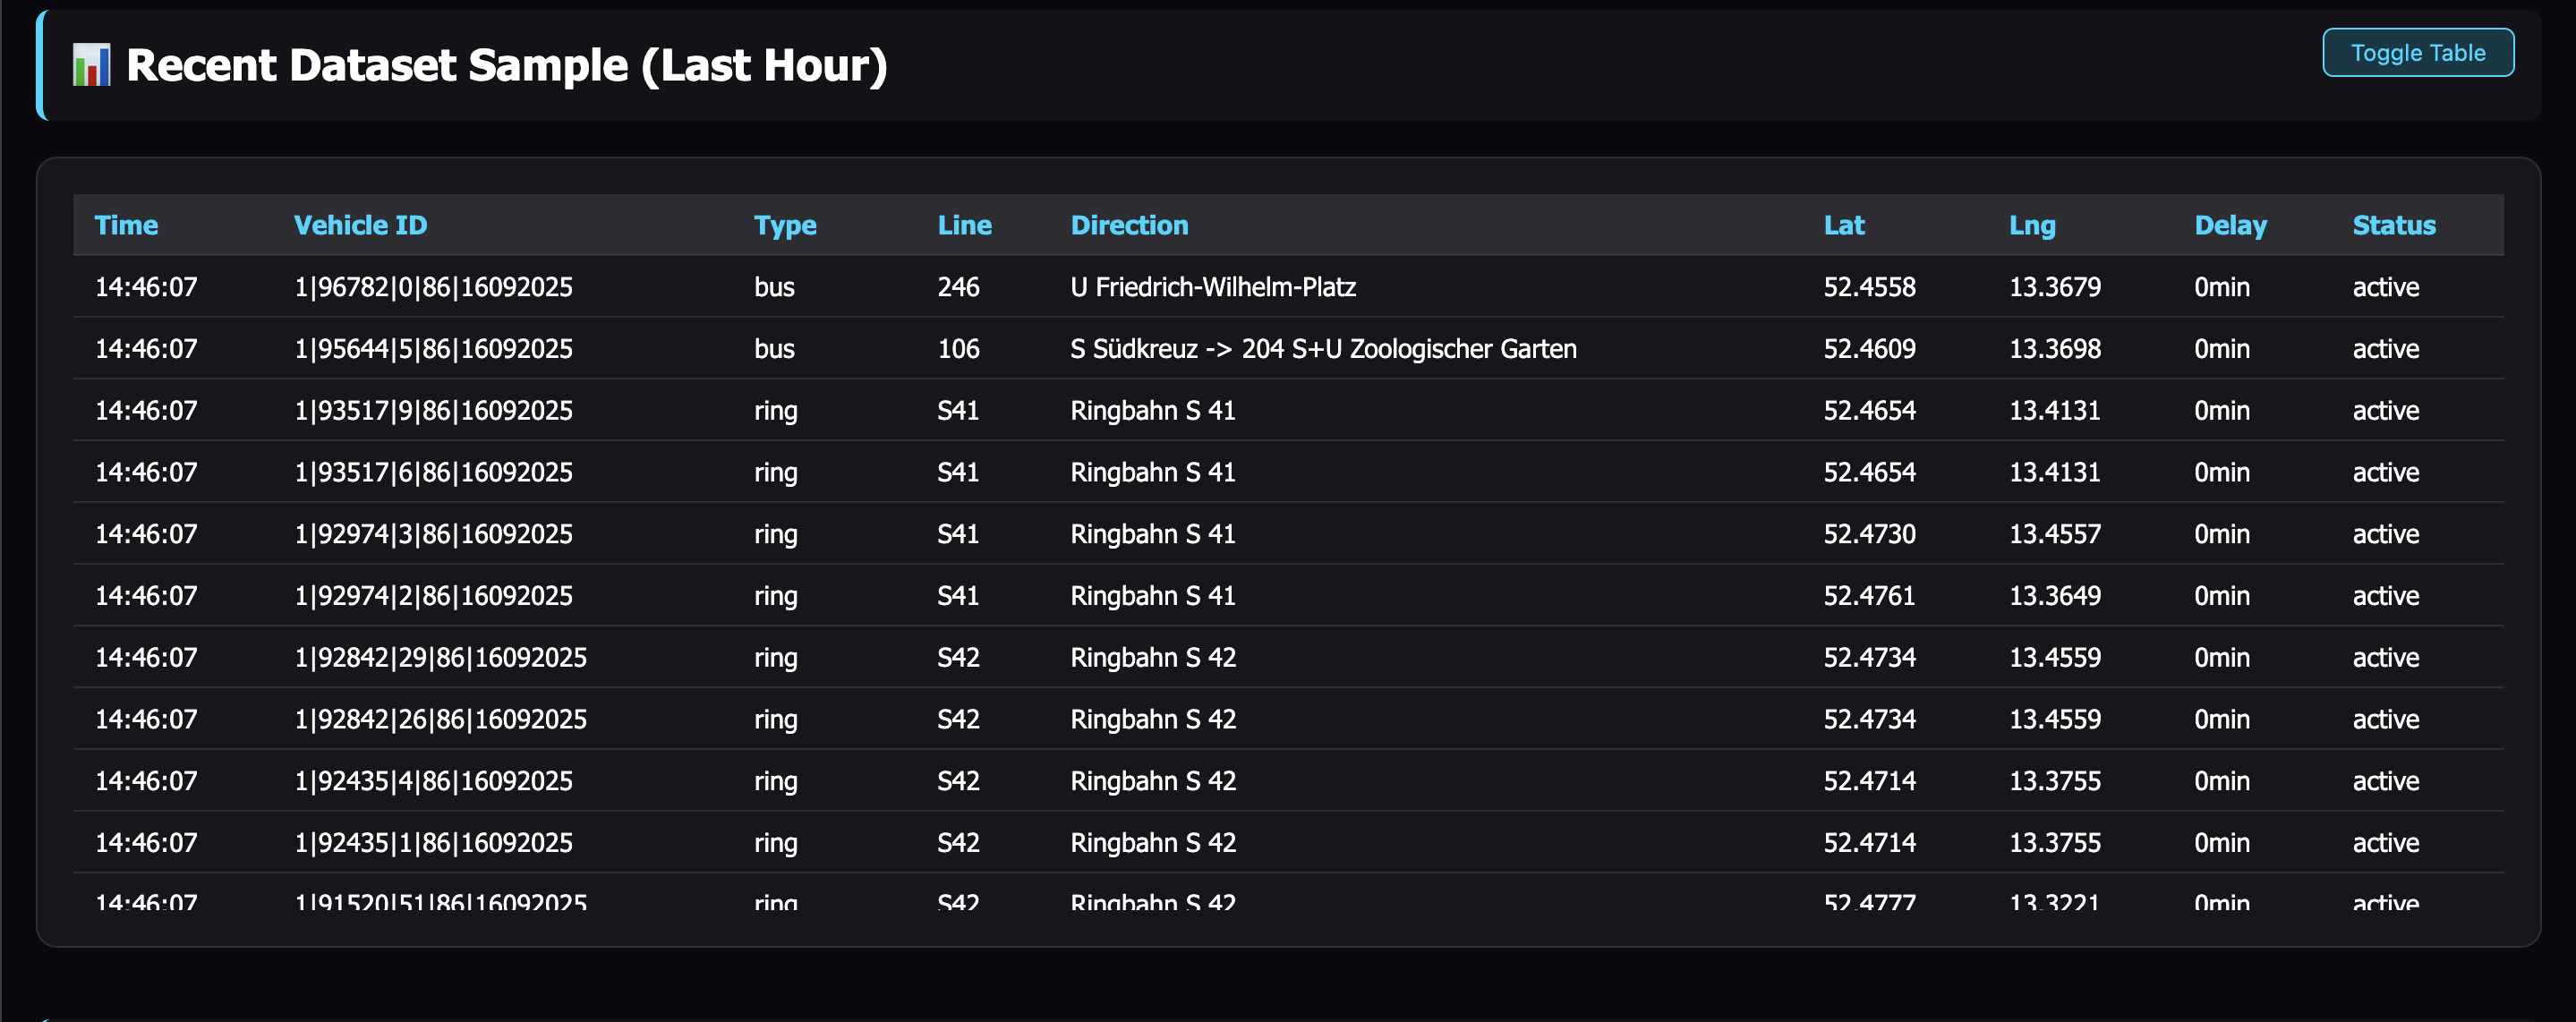 📊 Recent Dataset Sample (Last Hour)
Toggle Table
Time Vehicle ID Type Line Direction Lat Lng Delay Status
14:46:07 1|96782|0|86|16092025 bus 246 U Friedrich-Wilhelm-Platz 52.4558 13.3679 0min active
14:46:07 1|95644|5|86|16092025 bus 106 S Südkreuz -> 204 S+U Zoologischer Garten 52.4609 13.3698 0min active
14:46:07 1|93517|9|86|16092025 ring S41 Ringbahn S 41 52.4654 13.4131 0min active
14:46:07 1|93517|6|86|16092025 ring S41 Ringbahn S 41 52.4654 13.4131 0min active
14:46:07 1|92974|3|86|16092025 ring S41 Ringbahn S 41 52.4730 13.4557 0min active
14:46:07 1|92974|2|86|16092025 ring S41 Ringbahn S 41 52.4761 13.3649 0min active
14:46:07 1|92842|29|86|16092025 ring S42 Ringbahn S 42 52.4734 13.4559 0min active
14:46:07 1|92842|26|86|16092025 ring S42 Ringbahn S 42 52.4734 13.4559 0min active
14:46:07 1|92435|4|86|16092025 ring S42 Ringbahn S 42 52.4714 13.3755 0min active
14:46:07 1|92435|1|86|16092025 ring S42 Ringbahn S 42 52.4714 13.3755 0min active
14:46:07 1|91520|51|86|16092025 ring S42 Ringbahn S 42 52.4777 13.3221 0min active